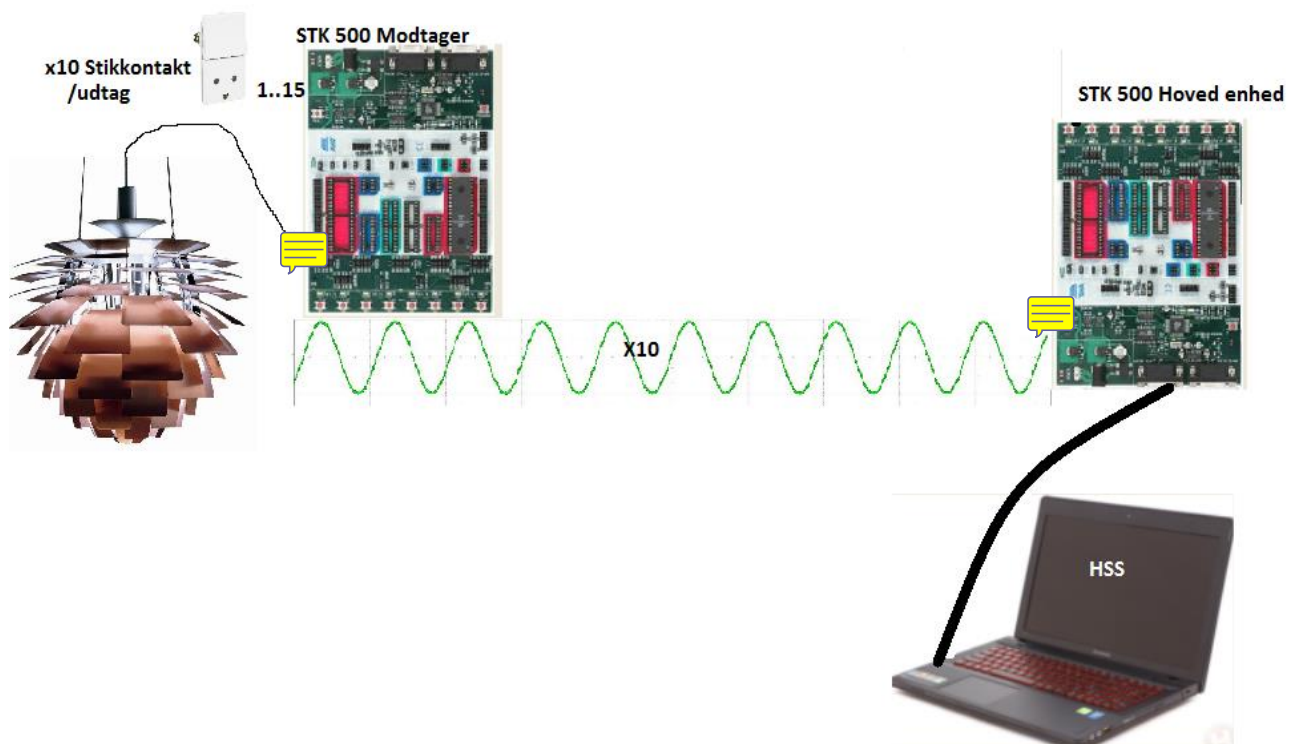 STK 500 Modtager
x10 Stikkontakt
/udtag
1..15
STK 500 Hoved enhed
X10
HSS